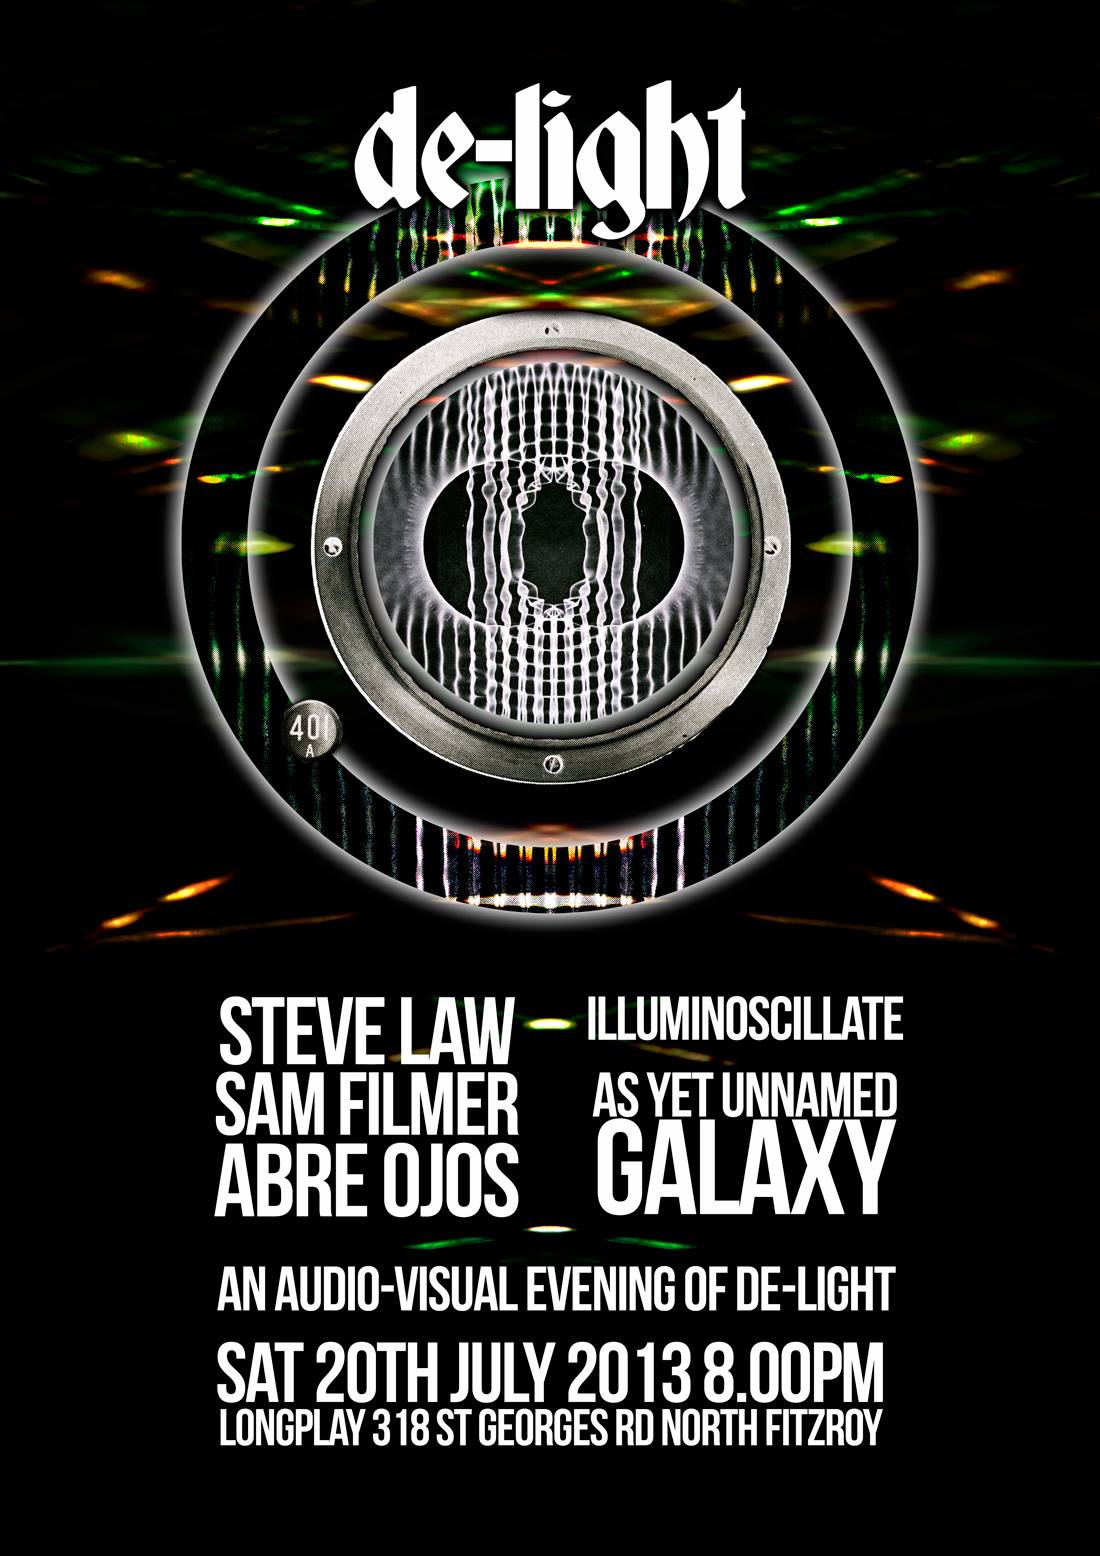 de-light
401
A
STEVE LAW
SAM FILMER
ABRE OJOS
ILLUMINOSCILLATE
AS YET UNNAMED
GALAXY
AN AUDIO-VISUAL EVENING OF DE-LIGHT
SAT 20TH JULY 2013 8.00PM
LONGPLAY 318 ST GEORGES RD NORTH FITZROY